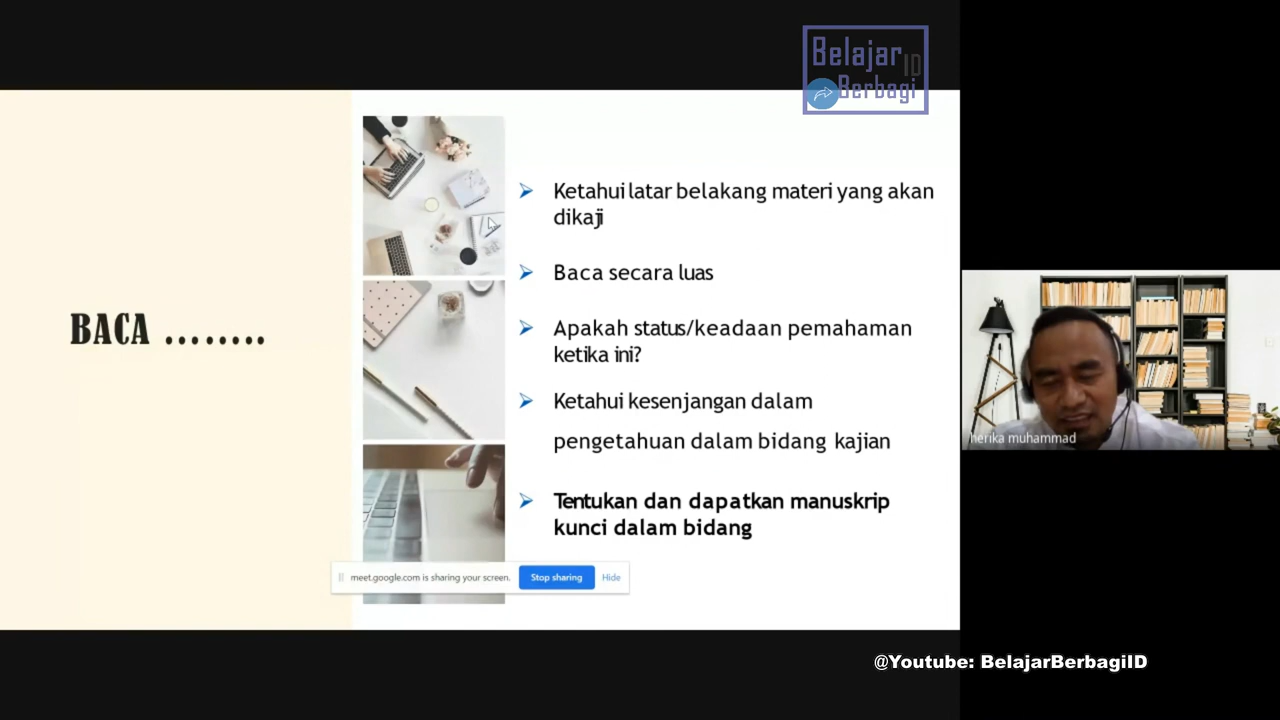 Belajar
ID
Berbagi
BACA ........
Ketahui latar belakang materi yang akan
dikaji
Baca secara luas
Apakah status/keadaan pemahaman
ketika ini?
Ketahui kesenjangan dalam
pengetahuan dalam bidang kajian
Tentukan dan dapatkan manuskrip
kunci dalam bidang
meet.google.com is sharing your screen.
Stop sharing
Hide
herika muhammad
@Youtube: BelajarBerbagiID